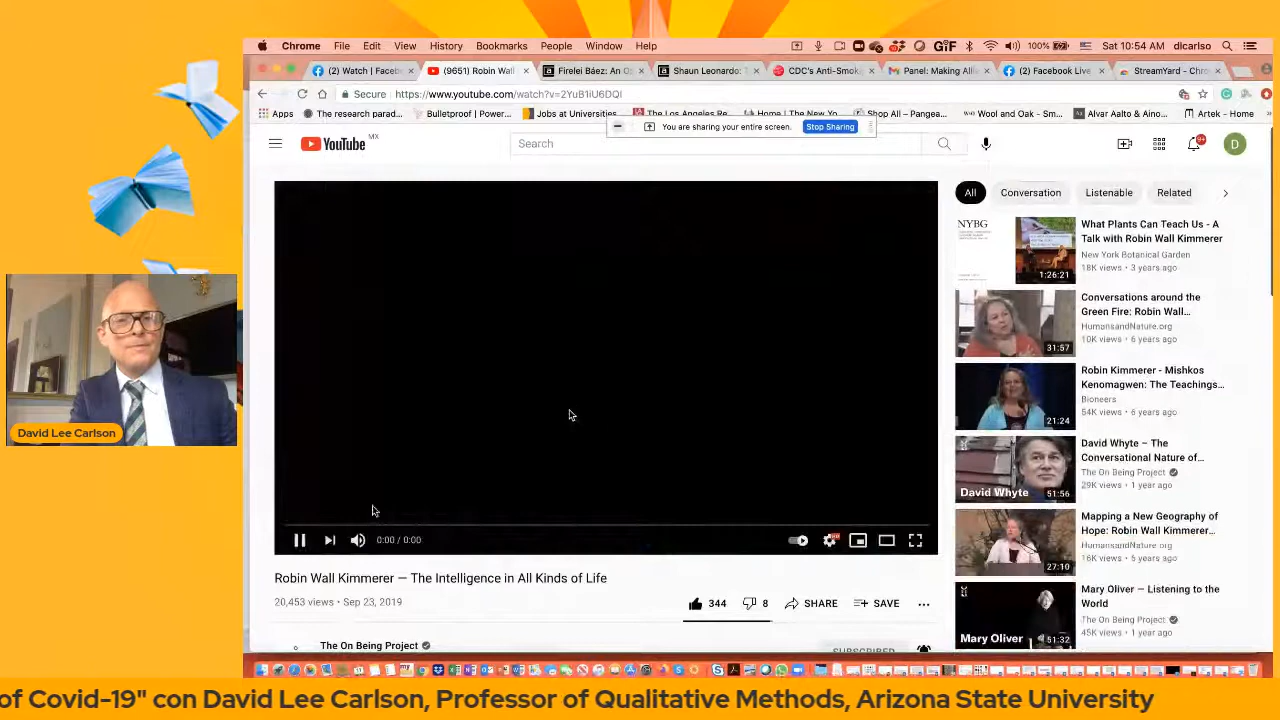 Chrome File Edit View History Bookmarks People Window Help
GiF 100% Sat 10:54 AM dlcarlso
(2) Watch | Faceb
(9651) Robin Wal
Firelei Báez: An O
Shaun Leonardo: T
CDC's Anti-Smok
Panel: Making Alli
(2) Facebook Live
StreamYard - Chro
Secure https://www.youtube.com/watch?v=2YuB1iU6DQI
Apps
The research parad...
Bulletproof | Power...
Jobs at Universities
The Los Angeles Re
Home | The New Yo
Shop All – Pangea...
Wool and Oak - Sm...
Alvar Aalto & Aino...
Artek - Home
You are sharing your entire screen. Stop Sharing
YouTube MX
Search
9+
D
All Conversation Listenable Related
NYBG
1:26:21
What Plants Can Teach Us - A
Talk with Robin Wall Kimmerer
New York Botanical Garden
18K views • 3 years ago
31:57
Conversations around the
Green Fire: Robin Wall...
HumansandNature.org
10K views • 6 years ago
21:24
Robin Kimmerer - Mishkos
Kenomagwen: The Teachings...
Bioneers
54K views • 6 years ago
David Whyte
51:56
David Whyte – The
Conversational Nature of...
The On Being Project
29K views • 1 year ago
27:10
Mapping a New Geography of
Hope: Robin Wall Kimmerer...
HumansandNature.org
16K views • 5 years ago
Mary Oliver
51:32
Mary Oliver – Listening to the
World
The On Being Project
45K views • 1 year ago
David Lee Carlson
0:00 / 0:00
Robin Wall Kimmerer — The Intelligence in All Kinds of Life
20,453 views • Sep 23, 2019
344 8 SHARE SAVE
The On Being Project
SUBSCRIBED
of Covid-19" con David Lee Carlson, Professor of Qualitative Methods, Arizona State University